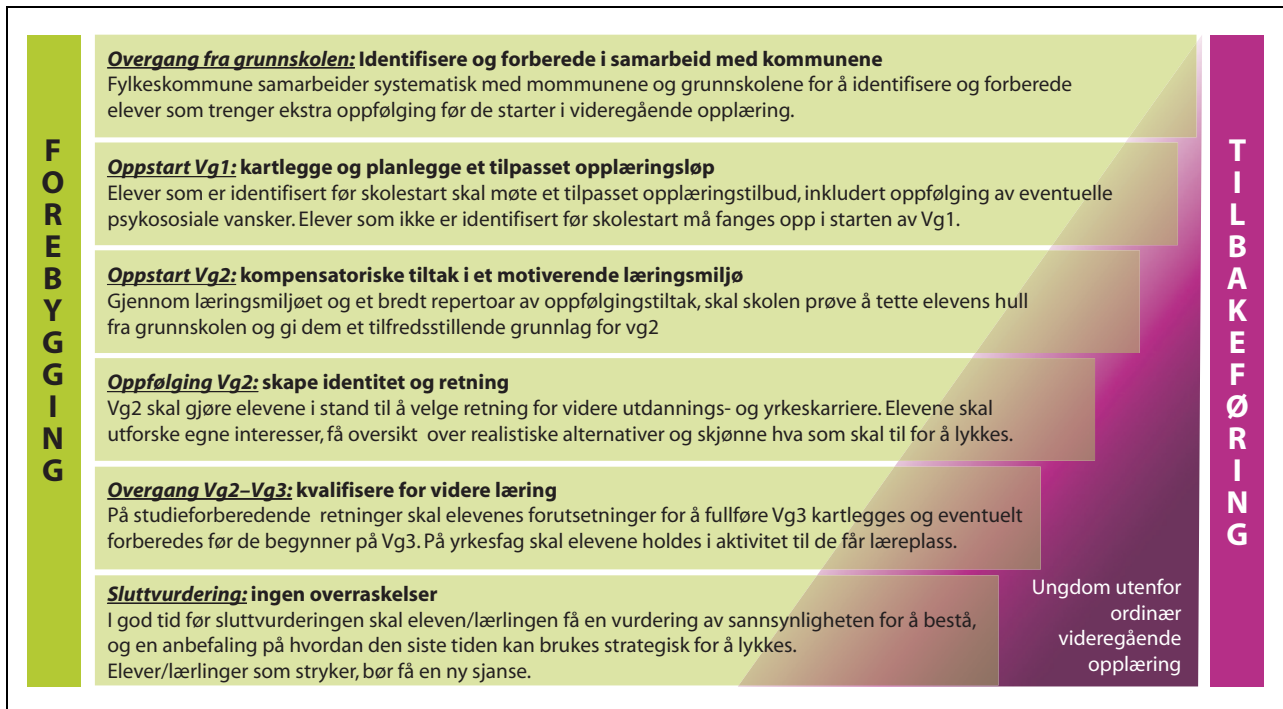 FOREBYGGING
Overgang fra grunnskolen: Identifisere og forberede i samarbeid med kommunene
Fylkeskommune samarbeider systematisk med mommunene og grunnskolene for å identifisere og forberede
elever som trenger ekstra oppfølging før de starter i videregående opplæring.
Oppstart Vg1: kartlegge og planlegge et tilpasset opplæringsløp
Elever som er identifisert før skolestart skal møte et tilpasset opplæringstilbud, inkludert oppfølging av eventuelle
psykososiale vansker. Elever som ikke er identifisert før skolestart må fanges opp i starten av Vg1.
Oppstart Vg2: kompensatoriske tiltak i et motiverende læringsmiljø
Gjennom læringsmiljøet og et bredt repertoar av oppfølgingstiltak, skal skolen prøve å tette elevens hull
fra grunnskolen og gi dem et tilfredsstillende grunnlag for vg2
Oppfølging Vg2: skape identitet og retning
Vg2 skal gjøre elevene i stand til å velge retning for videre utdannings- og yrkeskarriere. Elevene skal
utforske egne interesser, få oversikt over realistiske alternativer og skjønne hva som skal til for å lykkes.
Overgang Vg2–Vg3: kvalifisere for videre læring
På studieforberedende retninger skal elevenes forutsetninger for å fullføre Vg3 kartlegges og eventuelt
forberedes før de begynner på Vg3. På yrkesfag skal elevene holdes i aktivitet til de får læreplass.
Sluttvurdering: ingen overraskelser
I god tid før sluttvurderingen skal eleven/lærlingen få en vurdering av sannsynligheten for å bestå,
og en anbefaling på hvordan den siste tiden kan brukes strategisk for å lykkes.
Elever/lærlinger som stryker, bør få en ny sjanse.
Ungdom utenfor
ordinær
videregående
opplæring
TILBAKEFØRING